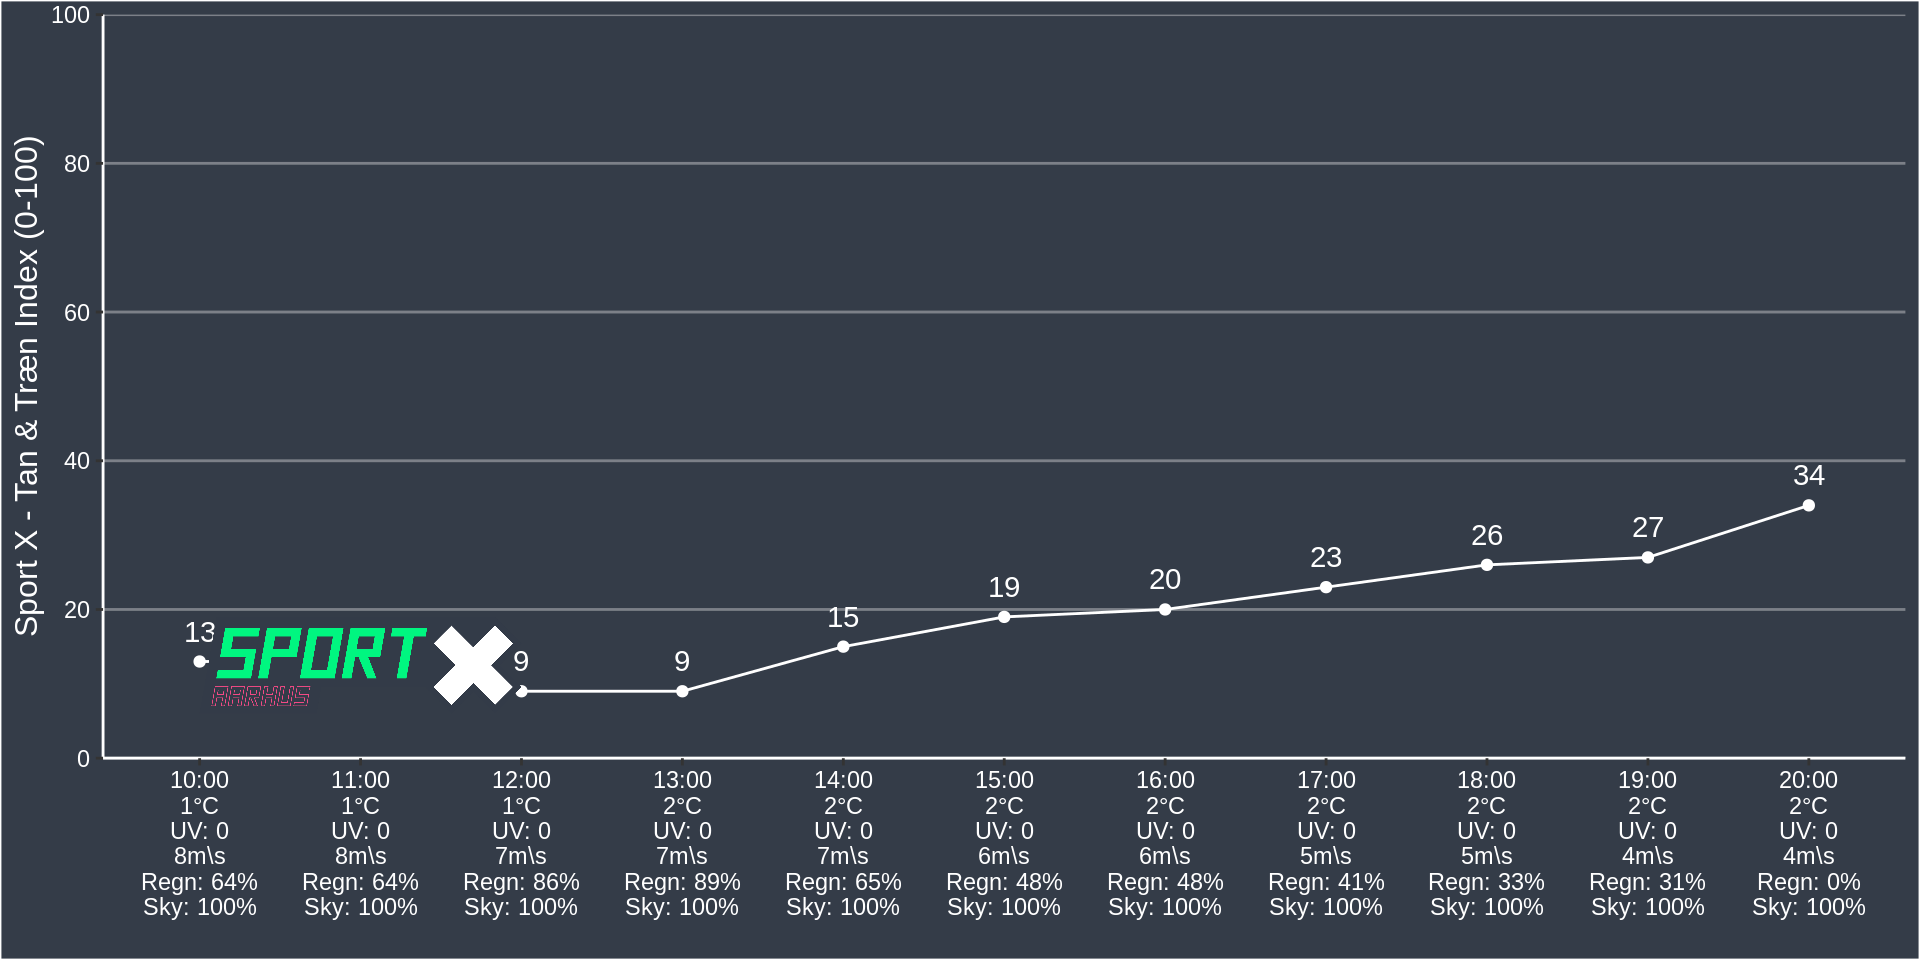 Sport X - Tan & Træn Index (0-100)
100
80
60
40
20
0
13
9
9
15
19
20
23
26
27
34
SPORT X
AARHUS
10:00 11:00 12:00 13:00 14:00 15:00 16:00 17:00 18:00 19:00 20:00
1°C 1°C 1°C 2°C 2°C 2°C 2°C 2°C 2°C 2°C 2°C
UV: 0 UV: 0 UV: 0 UV: 0 UV: 0 UV: 0 UV: 0 UV: 0 UV: 0 UV: 0 UV: 0
8m\s 8m\s 7m\s 7m\s 7m\s 6m\s 6m\s 5m\s 5m\s 4m\s 4m\s
Regn: 64% Regn: 64% Regn: 86% Regn: 89% Regn: 65% Regn: 48% Regn: 48% Regn: 41% Regn: 33% Regn: 31% Regn: 0%
Sky: 100% Sky: 100% Sky: 100% Sky: 100% Sky: 100% Sky: 100% Sky: 100% Sky: 100% Sky: 100% Sky: 100% Sky: 100%